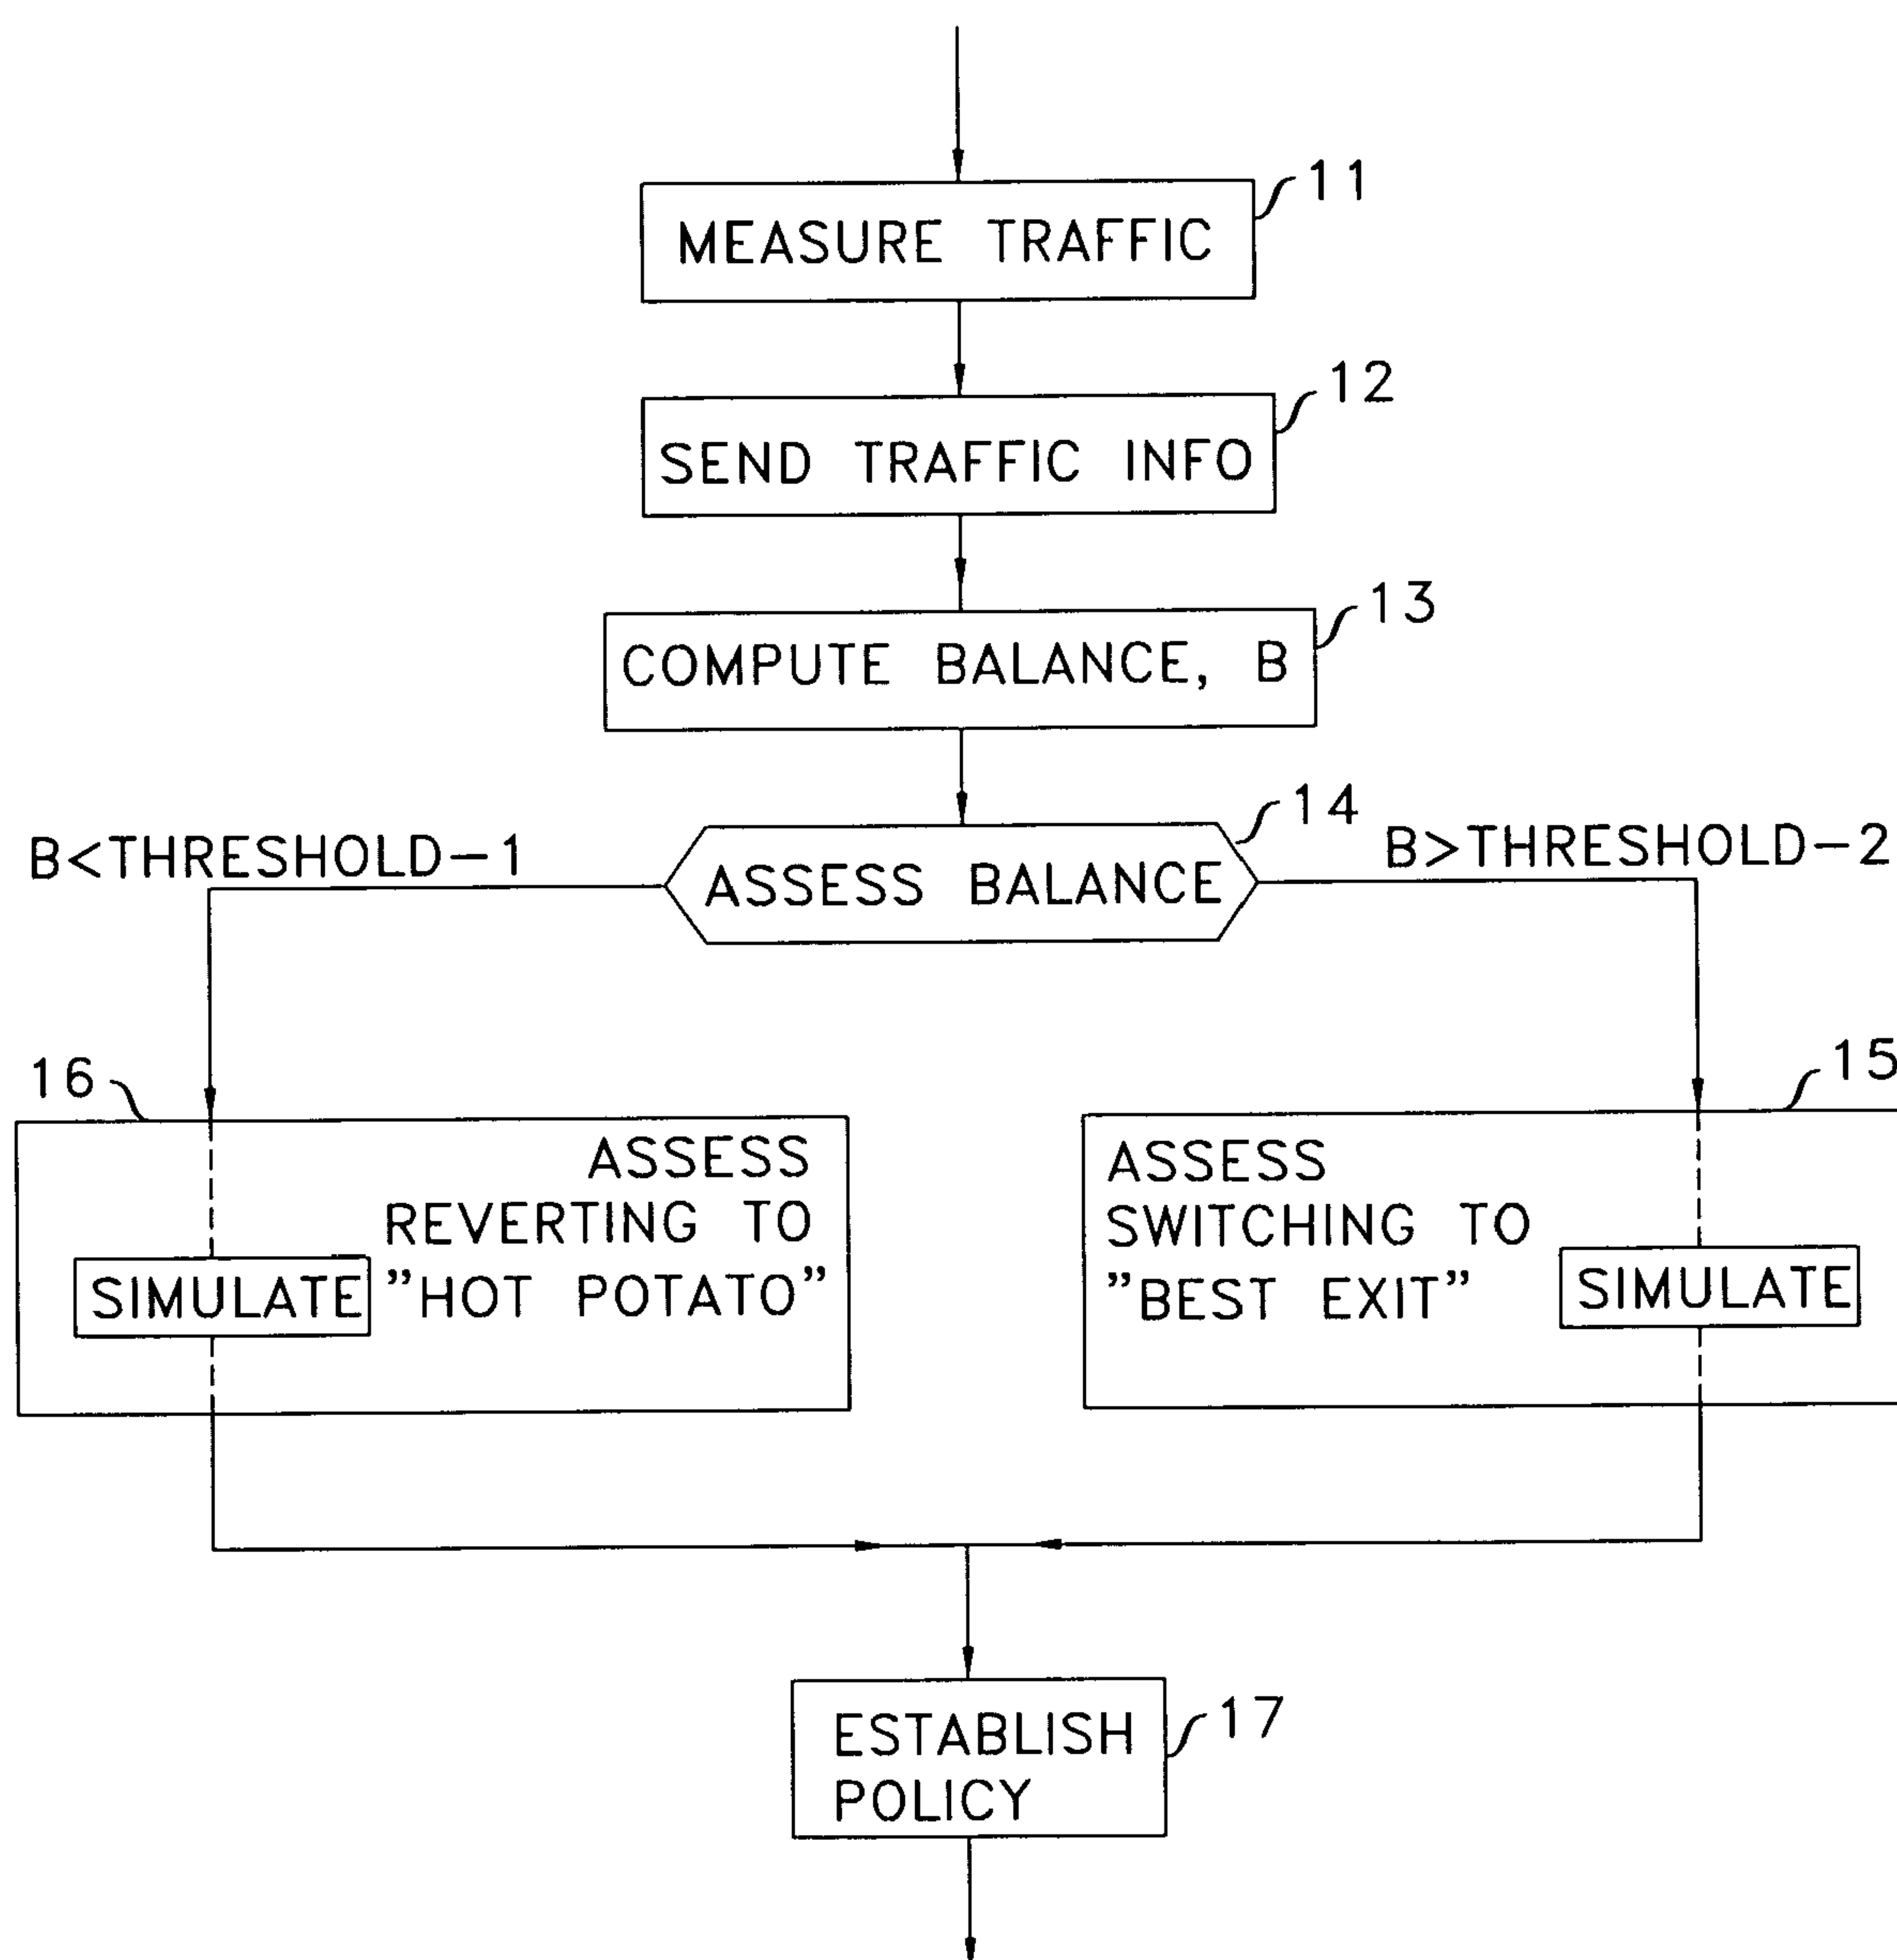 11
MEASURE TRAFFIC
12
SEND TRAFFIC INFO
13
COMPUTE BALANCE, B
14
B<THRESHOLD-1
B>THRESHOLD-2
ASSESS BALANCE
16
15
ASSESS
REVERTING TO
SIMULATE "HOT POTATO"
ASSESS
SWITCHING TO
"BEST EXIT"
SIMULATE
17
ESTABLISH
POLICY